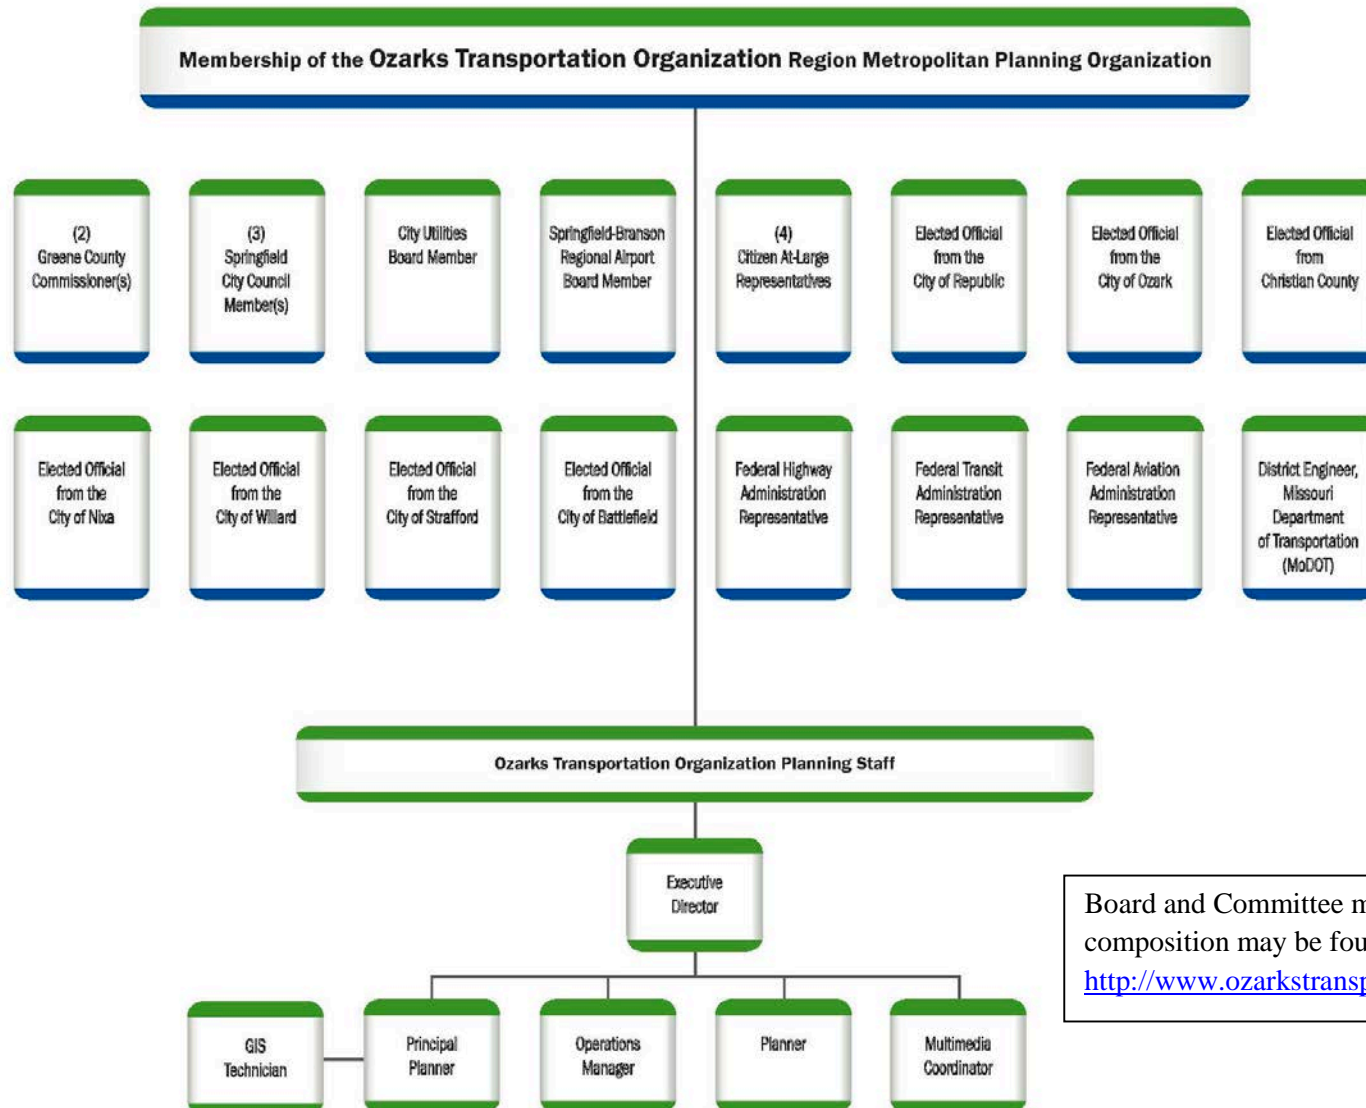 Membership of the Ozarks Transportation Organization Region Metropolitan Planning Organization
(2)
Greene County
Commissioner(s)
(3)
Springfield
City Council
Member(s)
City Utilities
Board Member
Springfield-Branson
Regional Airport
Board Member
(4)
Citizen At-Large
Representatives
Elected Official
from the
City of Republic
Elected Official
from the
City of Ozark
Elected Official
from
Christian County
Elected Official
from the
City of Nixa
Elected Official
from the
City of Willard
Elected Official
from the
City of Strafford
Elected Official
from the
City of Battlefield
Federal Highway
Administration
Representative
Federal Transit
Administration
Representative
Federal Aviation
Administration
Representative
District Engineer,
Missouri
Department
of Transportation
(MoDOT)
Ozarks Transportation Organization Planning Staff
Executive
Director
Board and Committee
composition may be
http://www.ozarkstransp
GIS
Technician
Principal
Planner
Operations
Manager
Planner
Multimedia
Coordinator